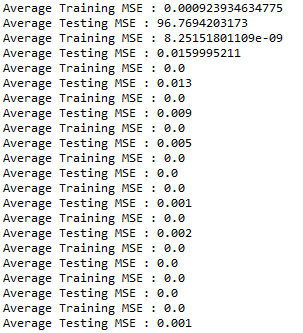 Average Training MSE : 0.000923934634775
Average Testing MSE : 96.7694203173
Average Training MSE : 8.25151801109e-09
Average Testing MSE : 0.0159995211
Average Training MSE : 0.0
Average Testing MSE : 0.013
Average Training MSE : 0.0
Average Testing MSE : 0.009
Average Training MSE : 0.0
Average Testing MSE : 0.005
Average Training MSE : 0.0
Average Testing MSE : 0.0
Average Training MSE : 0.0
Average Testing MSE : 0.001
Average Training MSE : 0.0
Average Testing MSE : 0.002
Average Training MSE : 0.0
Average Testing MSE : 0.0
Average Training MSE : 0.0
Average Testing MSE : 0.0
Average Training MSE : 0.0
Average Testing MSE : 0.001